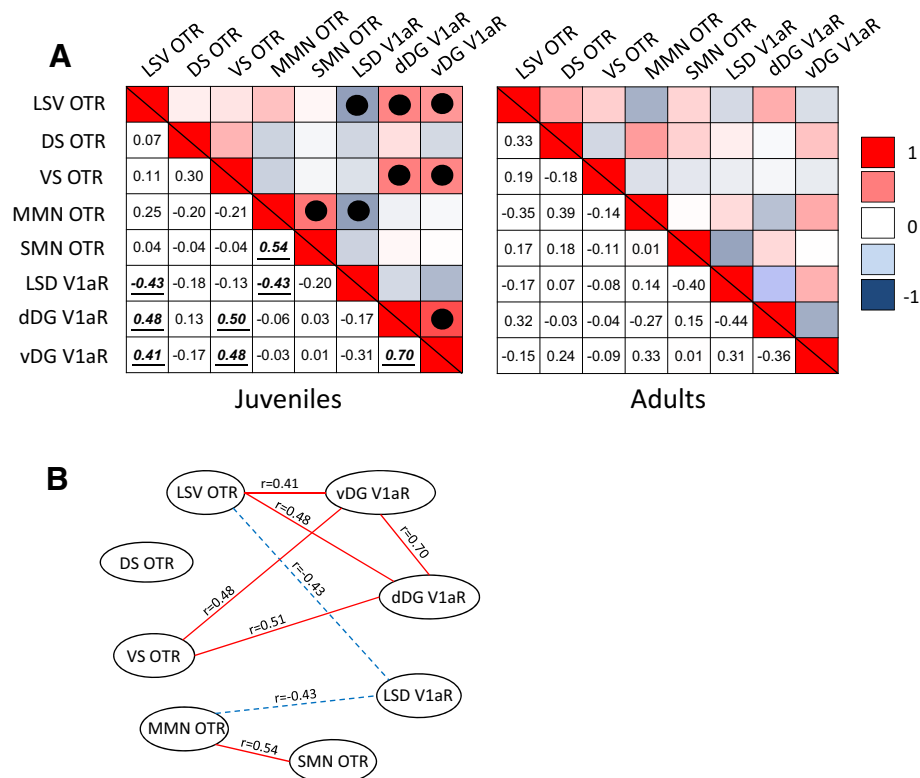 A
LSV OTR DS OTR VS OTR MMN OTR SMN OTR LSD V1aR dDG V1aR vDG V1aR
LSV OTR DS OTR VS OTR MMN OTR SMN OTR LSD V1aR dDG V1aR vDG V1aR
LSV OTR
DS OTR 0.07 0.33
VS OTR 0.11 0.30 0.19 -0.18
MMN OTR 0.25 -0.20 -0.21 -0.35 0.39 -0.14
SMN OTR 0.04 -0.04 -0.04 0.54 0.17 0.18 -0.11 0.01
LSD V1aR -0.43 -0.18 -0.13 -0.43 -0.20 -0.17 0.07 -0.08 0.14 -0.40
dDG V1aR 0.48 0.13 0.50 -0.06 0.03 -0.17 0.32 -0.03 -0.04 -0.27 0.15 -0.44
vDG V1aR 0.41 -0.17 0.48 -0.03 0.01 -0.31 0.70 -0.15 0.24 -0.09 0.33 0.01 0.31 -0.36
1
0
-1
Juveniles
Adults
B
LSV OTR
r=0.41
vDG V1aR
r=0.48
r=0.70
DS OTR
r=-0.43
r=0.48
dDG V1aR
r=0.51
VS OTR
LSD V1aR
r=-0.43
MMN OTR
r=0.54
SMN OTR